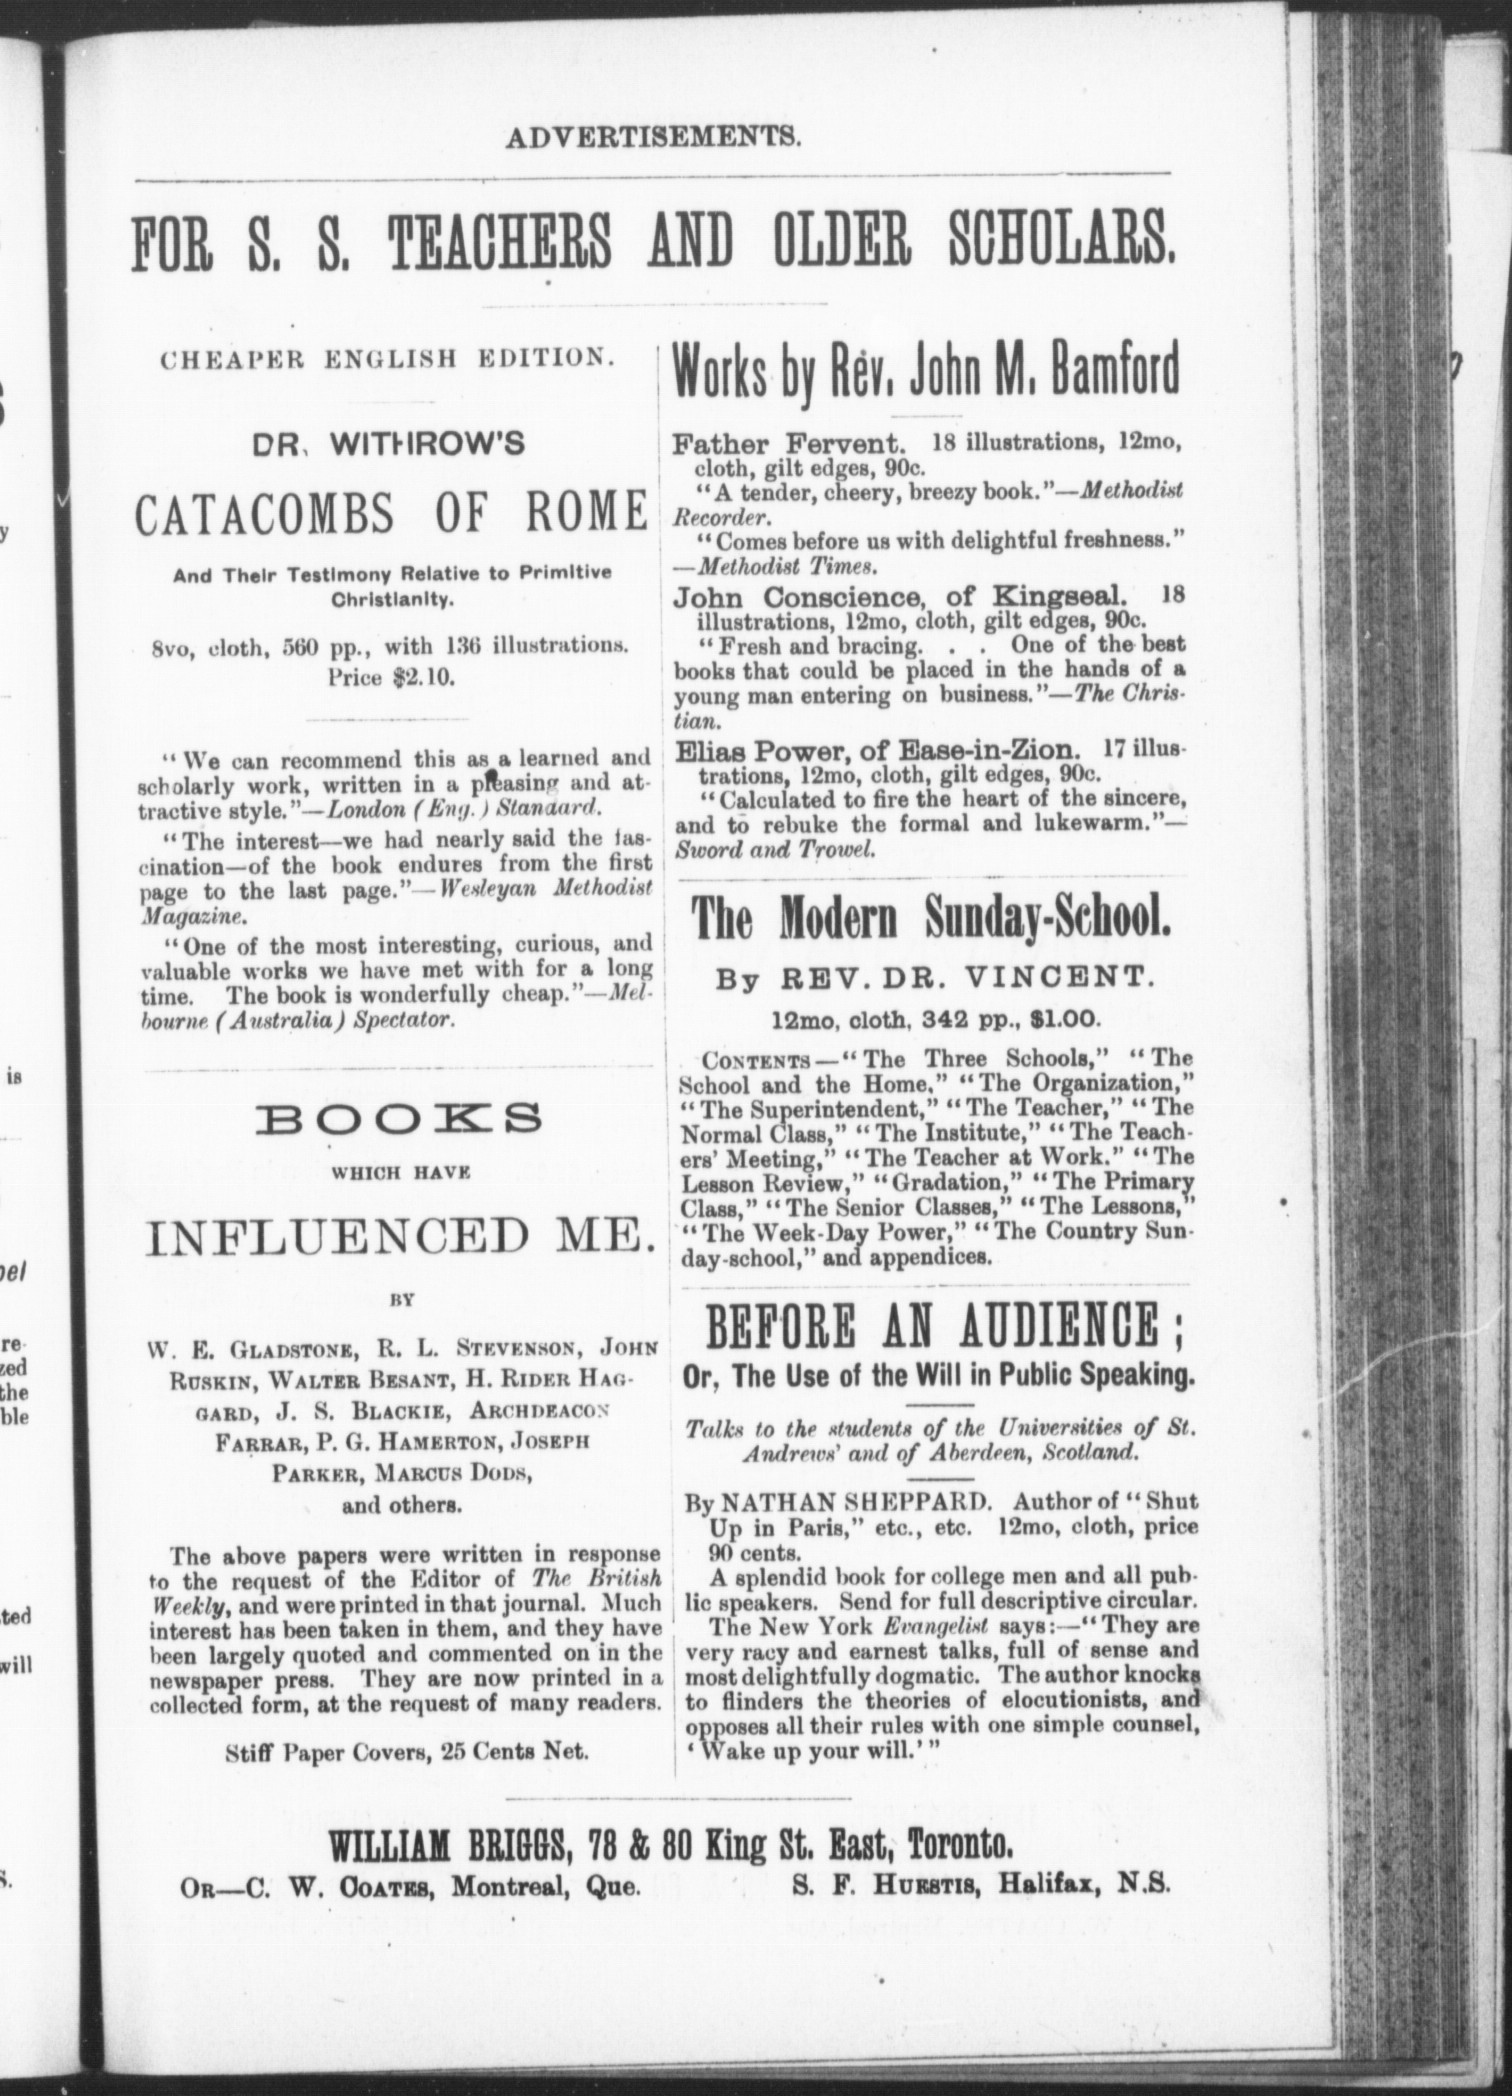 ADVERTISEMENTS.
FOR S. S. TEACHERS AND OLDER SCHOLARS.
CHEAPER ENGLISH EDITION.
DR. WITHROW'S
CATACOMBS OF ROME
And Their Testimony Relative to Primitive
Christianity.
8vo, cloth, 560 pp., with 136 illustrations.
Price $2.10.
"We can recommend this as a learned and
scholarly work, written in a pleasing and at-
tractive style."—London (Eng.) Standard.
"The interest—we had nearly said the fas-
cination—of the book endures from the first
page to the last page."—Wesleyan Methodist
Magazine.
"One of the most interesting, curious, and
valuable works we have met with for a long
time. The book is wonderfully cheap."—Mel-
bourne (Australia) Spectator.
BOOKS
WHICH HAVE
INFLUENCED ME.
BY
W. E. GLADSTONE, R. L. STEVENSON, JOHN
RUSKIN, WALTER BESANT, H. RIDER HAG-
GARD, J. S. BLACKIE, ARCHDEACON
FARRAR, P. G. HAMERTON, JOSEPH
PARKER, MARCUS DODS,
and others.
The above papers were written in response
to the request of the Editor of The British
Weekly, and were printed in that journal. Much
interest has been taken in them, and they have
been largely quoted and commented on in the
newspaper press. They are now printed in a
collected form, at the request of many readers.
Stiff Paper Covers, 25 Cents Net.
Works by Rev. John M. Bamford
Father Fervent. 18 illustrations, 12mo,
cloth, gilt edges, 90c.
"A tender, cheery, breezy book."—Methodist
Recorder.
"Comes before us with delightful freshness."
—Methodist Times.
John Conscience, of Kingseal. 18
illustrations, 12mo, cloth, gilt edges, 90c.
"Fresh and bracing. . . One of the best
books that could be placed in the hands of a
young man entering on business."—The Chris-
tian.
Elias Power, of Ease-in-Zion. 17 illus-
trations, 12mo, cloth, gilt edges, 90c.
"Calculated to fire the heart of the sincere,
and to rebuke the formal and lukewarm."—
Sword and Trowel.
The Modern Sunday-School.
By REV. DR. VINCENT.
12mo, cloth, 342 pp., $1.00.
CONTENTS—"The Three Schools," "The
School and the Home," "The Organization,"
"The Superintendent," "The Teacher," "The
Normal Class," "The Institute," "The Teach-
ers' Meeting," "The Teacher at Work." "The
Lesson Review," "Gradation," "The Primary
Class," "The Senior Classes," "The Lessons,"
"The Week-Day Power," "The Country Sun-
day-school," and appendices.
BEFORE AN AUDIENCE;
Or, The Use of the Will in Public Speaking.
Talks to the students of the Universities of St.
Andrews' and of Aberdeen, Scotland.
By NATHAN SHEPPARD. Author of "Shut
Up in Paris," etc., etc. 12mo, cloth, price
90 cents.
A splendid book for college men and all pub-
lic speakers. Send for full descriptive circular.
The New York Evangelist says:—"They are
very racy and earnest talks, full of sense and
most delightfully dogmatic. The author knocks
to flinders the theories of elocutionists, and
opposes all their rules with one simple counsel,
'Wake up your will.'"
WILLIAM BRIGGS, 78 & 80 King St. East, Toronto.
OR—C. W. COATES, Montreal, Que. S. F. HUESTIS, Halifax, N.S.